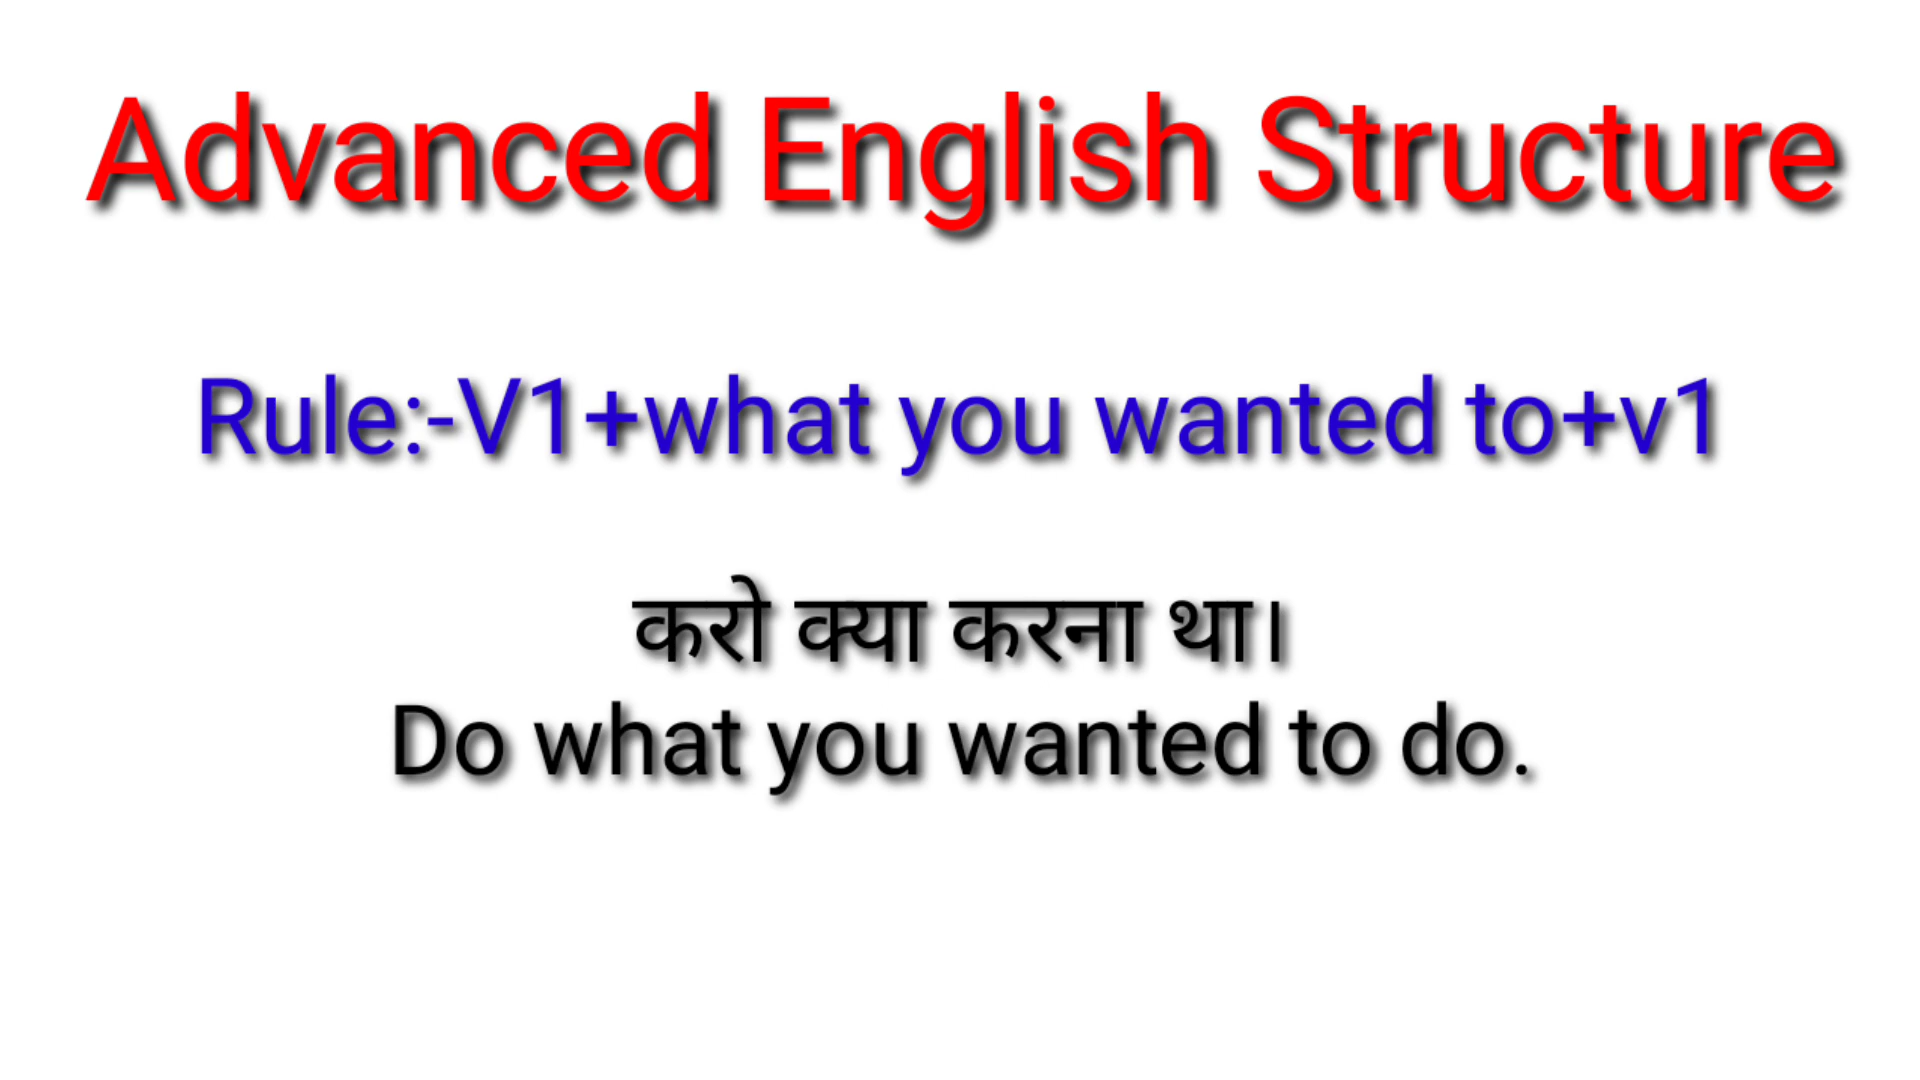 Advanced English Structure
Rule:-V1+what you wanted to+v1
करो क्या करना था।
Do what you wanted to do.